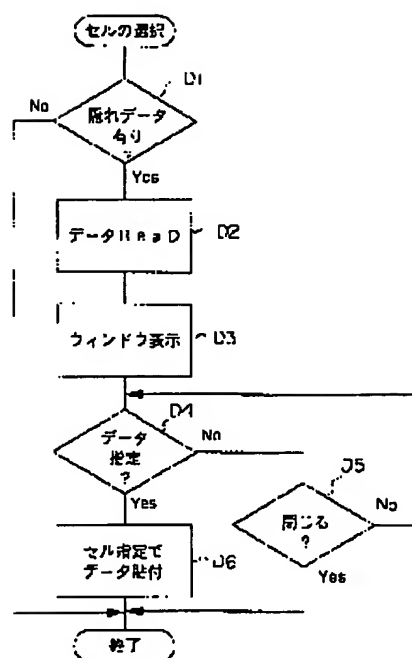 セルの選択
D1
No
隠れデータ
有り
?
Yes
データReaD
D2
ウィンドウ表示
D3
D4
データ
指定
?
No
Yes
D5
閉じる
?
No
Yes
セル指定で
データ貼付
D6
終了